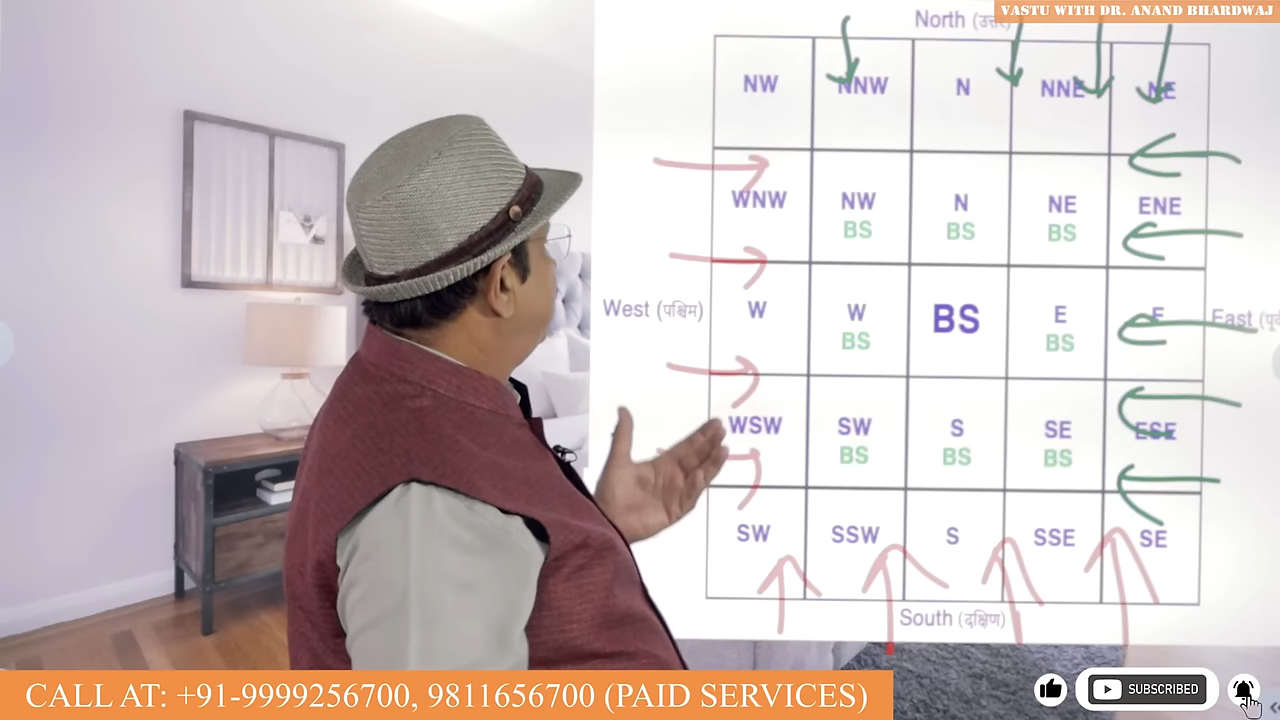 VASTU WITH DR. ANAND BHARDWAJ
North (उत्तर)
NW NNW N NNE NE
WNW NW N NE ENE
BS BS BS
West (पश्चिम) W W BS E E East
BS BS
WSW SW S SE ESE
BS BS BS
SW SSW S SSE SE
South (दक्षिण)
CALL AT: +91-9999256700, 9811656700 (PAID SERVICES)
SUBSCRIBED